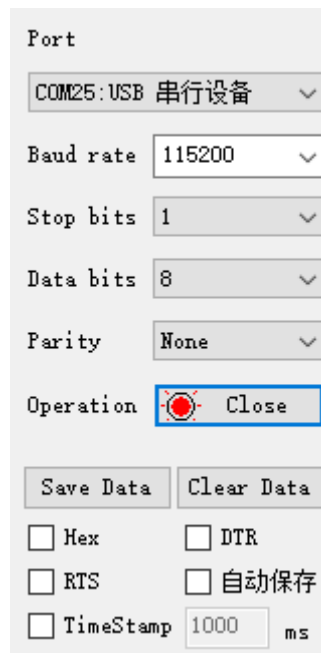 Port
COM25:USB 串行设备
Baud rate 115200
Stop bits 1
Data bits 8
Parity None
Operation Close
Save Data Clear Data
Hex DTR
RTS 自动保存
TimeStamp 1000 ms